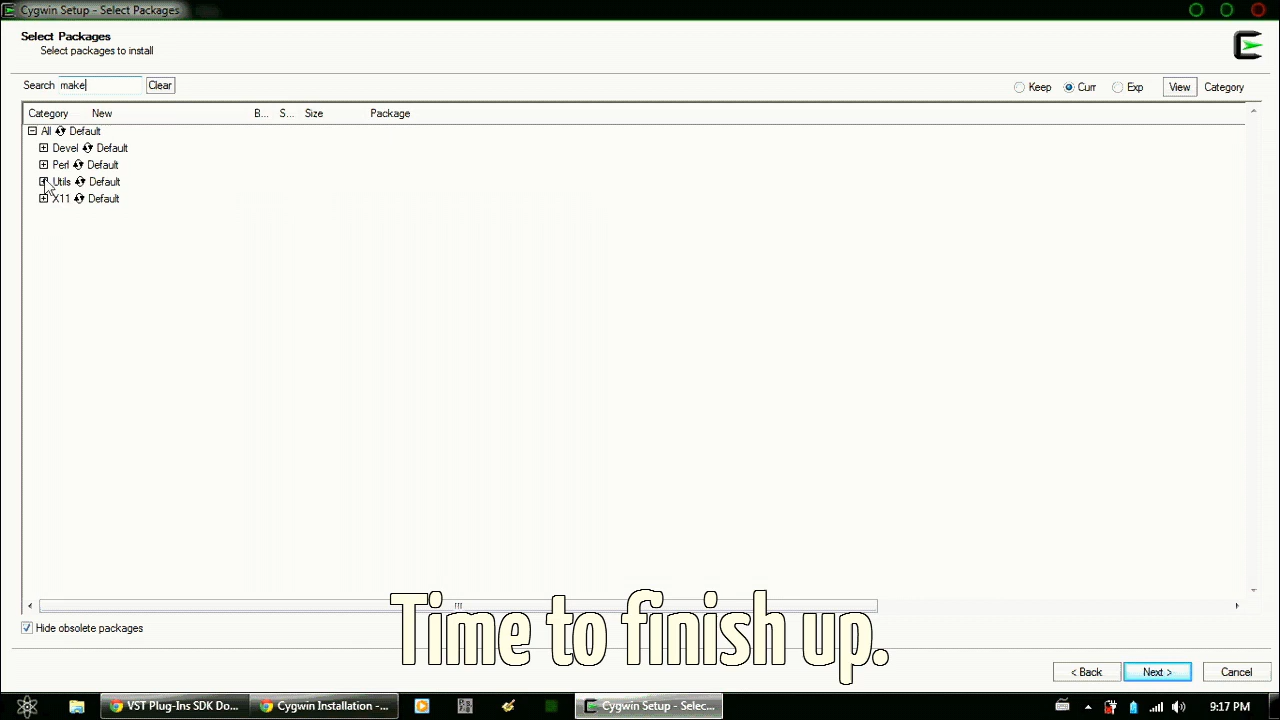 Cygwin Setup - Select Packages
Select Packages
Select packages to install
Search make Clear Keep Curr Exp View Category
Category New B... S... Size Package
All Default
Devel Default
Perl Default
Utils Default
X11 Default
Time to finish up.
Hide obsolete packages
< Back Next > Cancel
VST Plug-Ins SDK Do... Cygwin Installation -... Cygwin Setup - Selec... 9:17 PM